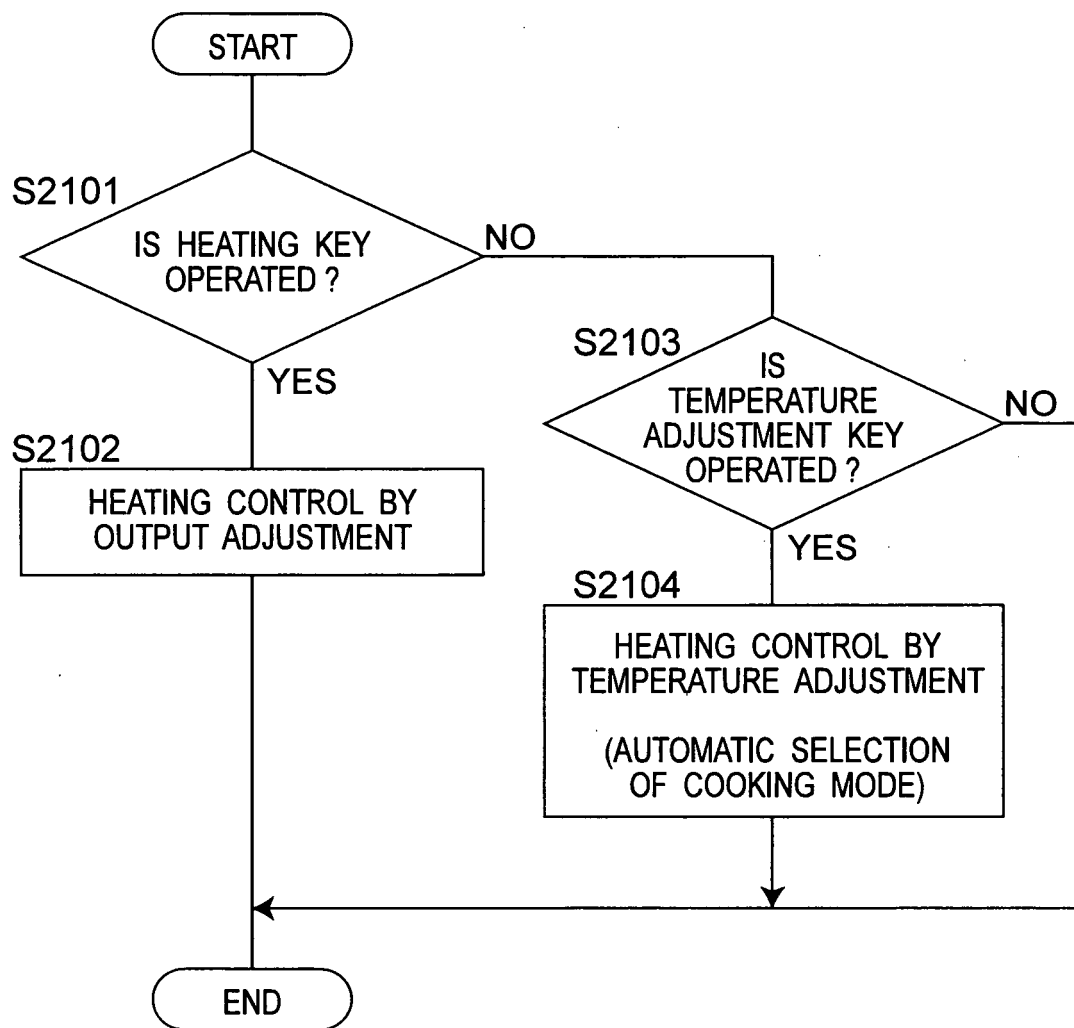 START
S2101
IS HEATING KEY
OPERATED ?
NO
YES
S2102
HEATING CONTROL BY
OUTPUT ADJUSTMENT
S2103
IS
TEMPERATURE
ADJUSTMENT KEY
OPERATED ?
NO
YES
S2104
HEATING CONTROL BY
TEMPERATURE ADJUSTMENT
(AUTOMATIC SELECTION
OF COOKING MODE)
END